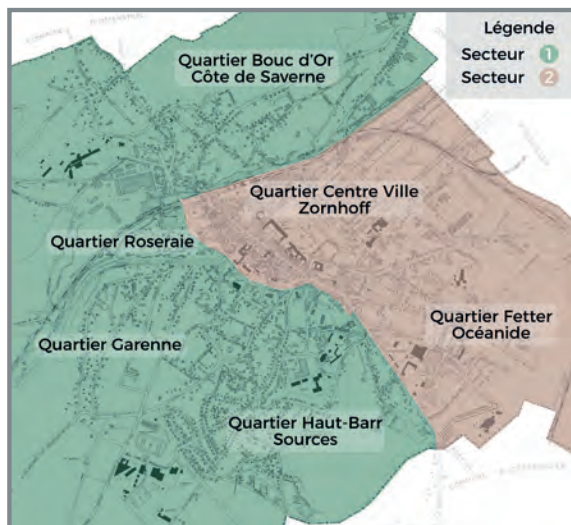 Légende
Secteur 1
Secteur 2
Quartier Bouc d'Or
Côte de Saverne
Quartier Centre Ville
Zornhoff
Quartier Roseraie
Quartier Fetter
Océanide
Quartier Garenne
Quartier Haut-Barr
Sources